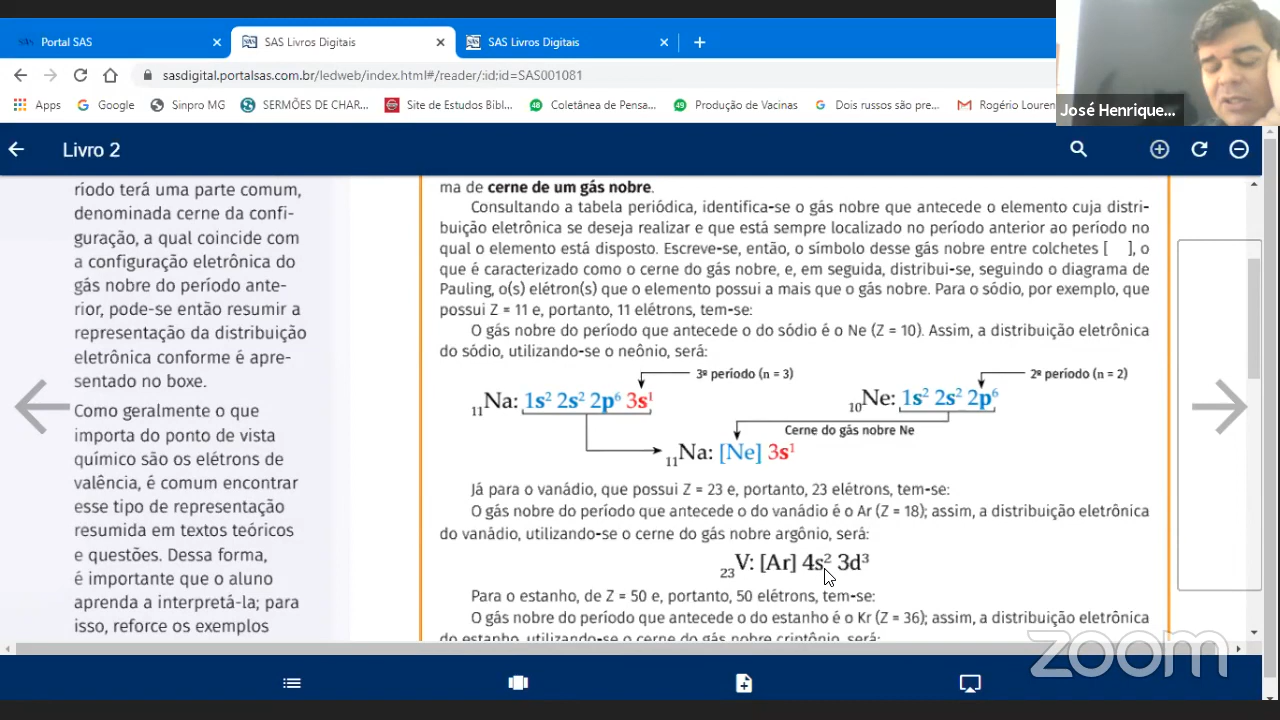 Portal SAS
SAS Livros Digitais
SAS Livros Digitais
sasdigital.portalsas.com.br/ledweb/index.html#/reader/:id:id=SAS001081
Apps Google Sinpro MG SERMÕES DE CHAR... Site de Estudos Bíbl... Coletânea de Pensa... Produção de Vacinas Dois russos são pre... Rogério Louren
José Henrique...
Livro 2
ríodo terá uma parte comum,
denominada cerne da confi-
guração, a qual coincide com
a configuração eletrônica do
gás nobre do período ante-
rior, pode-se então resumir a
representação da distribuição
eletrônica conforme é apre-
sentado no boxe.
Como geralmente o que
importa do ponto de vista
químico são os elétrons de
valência, é comum encontrar
esse tipo de representação
resumida em textos teóricos
e questões. Dessa forma,
é importante que o aluno
aprenda a interpretá-la; para
isso, reforce os exemplos
ma de cerne de um gás nobre.
Consultando a tabela periódica, identifica-se o gás nobre que antecede o elemento cuja distri-
buição eletrônica se deseja realizar e que está sempre localizado no período anterior ao período no
qual o elemento está disposto. Escreve-se, então, o símbolo desse gás nobre entre colchetes [ ], o
que é caracterizado como o cerne do gás nobre, e, em seguida, distribui-se, seguindo o diagrama de
Pauling, o(s) elétron(s) que o elemento possui a mais que o gás nobre. Para o sódio, por exemplo, que
possui Z = 11 e, portanto, 11 elétrons, tem-se:
O gás nobre do período que antecede o do sódio é o Ne (Z = 10). Assim, a distribuição eletrônica
do sódio, utilizando-se o neônio, será:
3º período (n = 3)
2º período (n = 2)
₁₁Na: 1s² 2s² 2p⁶ 3s¹
₁₀Ne: 1s² 2s² 2p⁶
Cerne do gás nobre Ne
₁₁Na: [Ne] 3s¹
Já para o vanádio, que possui Z = 23 e, portanto, 23 elétrons, tem-se:
O gás nobre do período que antecede o do vanádio é o Ar (Z = 18); assim, a distribuição eletrônica
do vanádio, utilizando-se o cerne do gás nobre argônio, será:
₂₃V: [Ar] 4s² 3d³
Para o estanho, de Z = 50 e, portanto, 50 elétrons, tem-se:
O gás nobre do período que antecede o do estanho é o Kr (Z = 36); assim, a distribuição eletrônica
do estanho, utilizando-se o cerne do gás nobre criptônio, será:
zoom